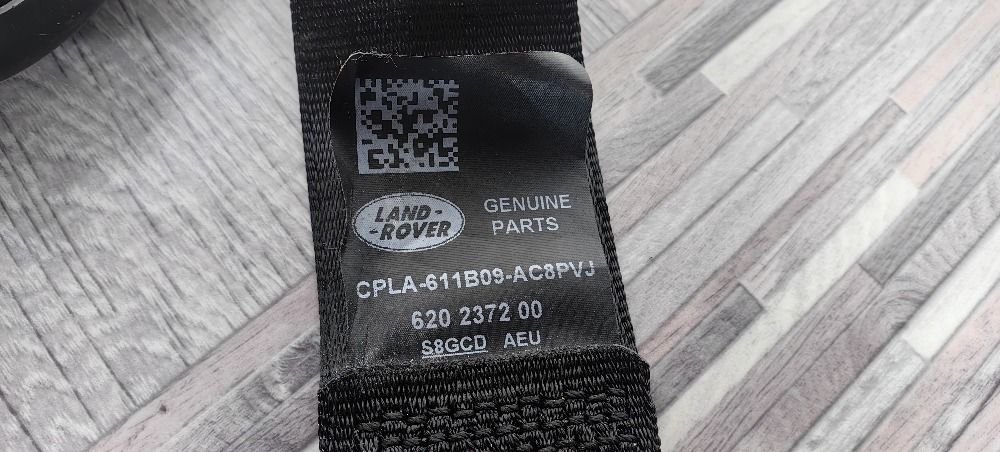 LAND-
-ROVER
GENUINE
PARTS
CPLA-611B09-AC8PVJ
620 2372 00
S8GCD AEU